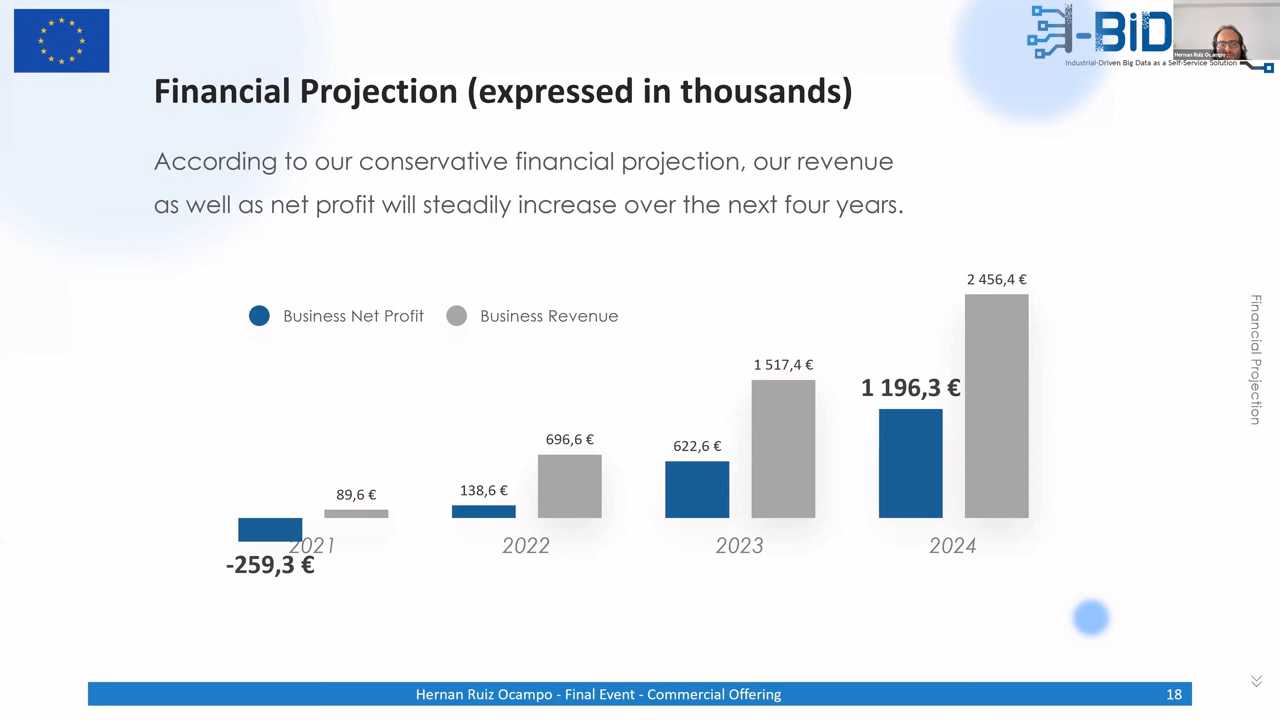 I-BiD
Hernan Ruiz Ocampo
Industrial-Driven Big Data as a Self-Service Solution
Financial Projection (expressed in thousands)
According to our conservative financial projection, our revenue
as well as net profit will steadily increase over the next four years.
Business Net Profit
Business Revenue
-259,3 €
89,6 €
2021
138,6 €
696,6 €
2022
622,6 €
1 517,4 €
2023
1 196,3 €
2 456,4 €
2024
Financial Projection
Hernan Ruiz Ocampo - Final Event - Commercial Offering
18